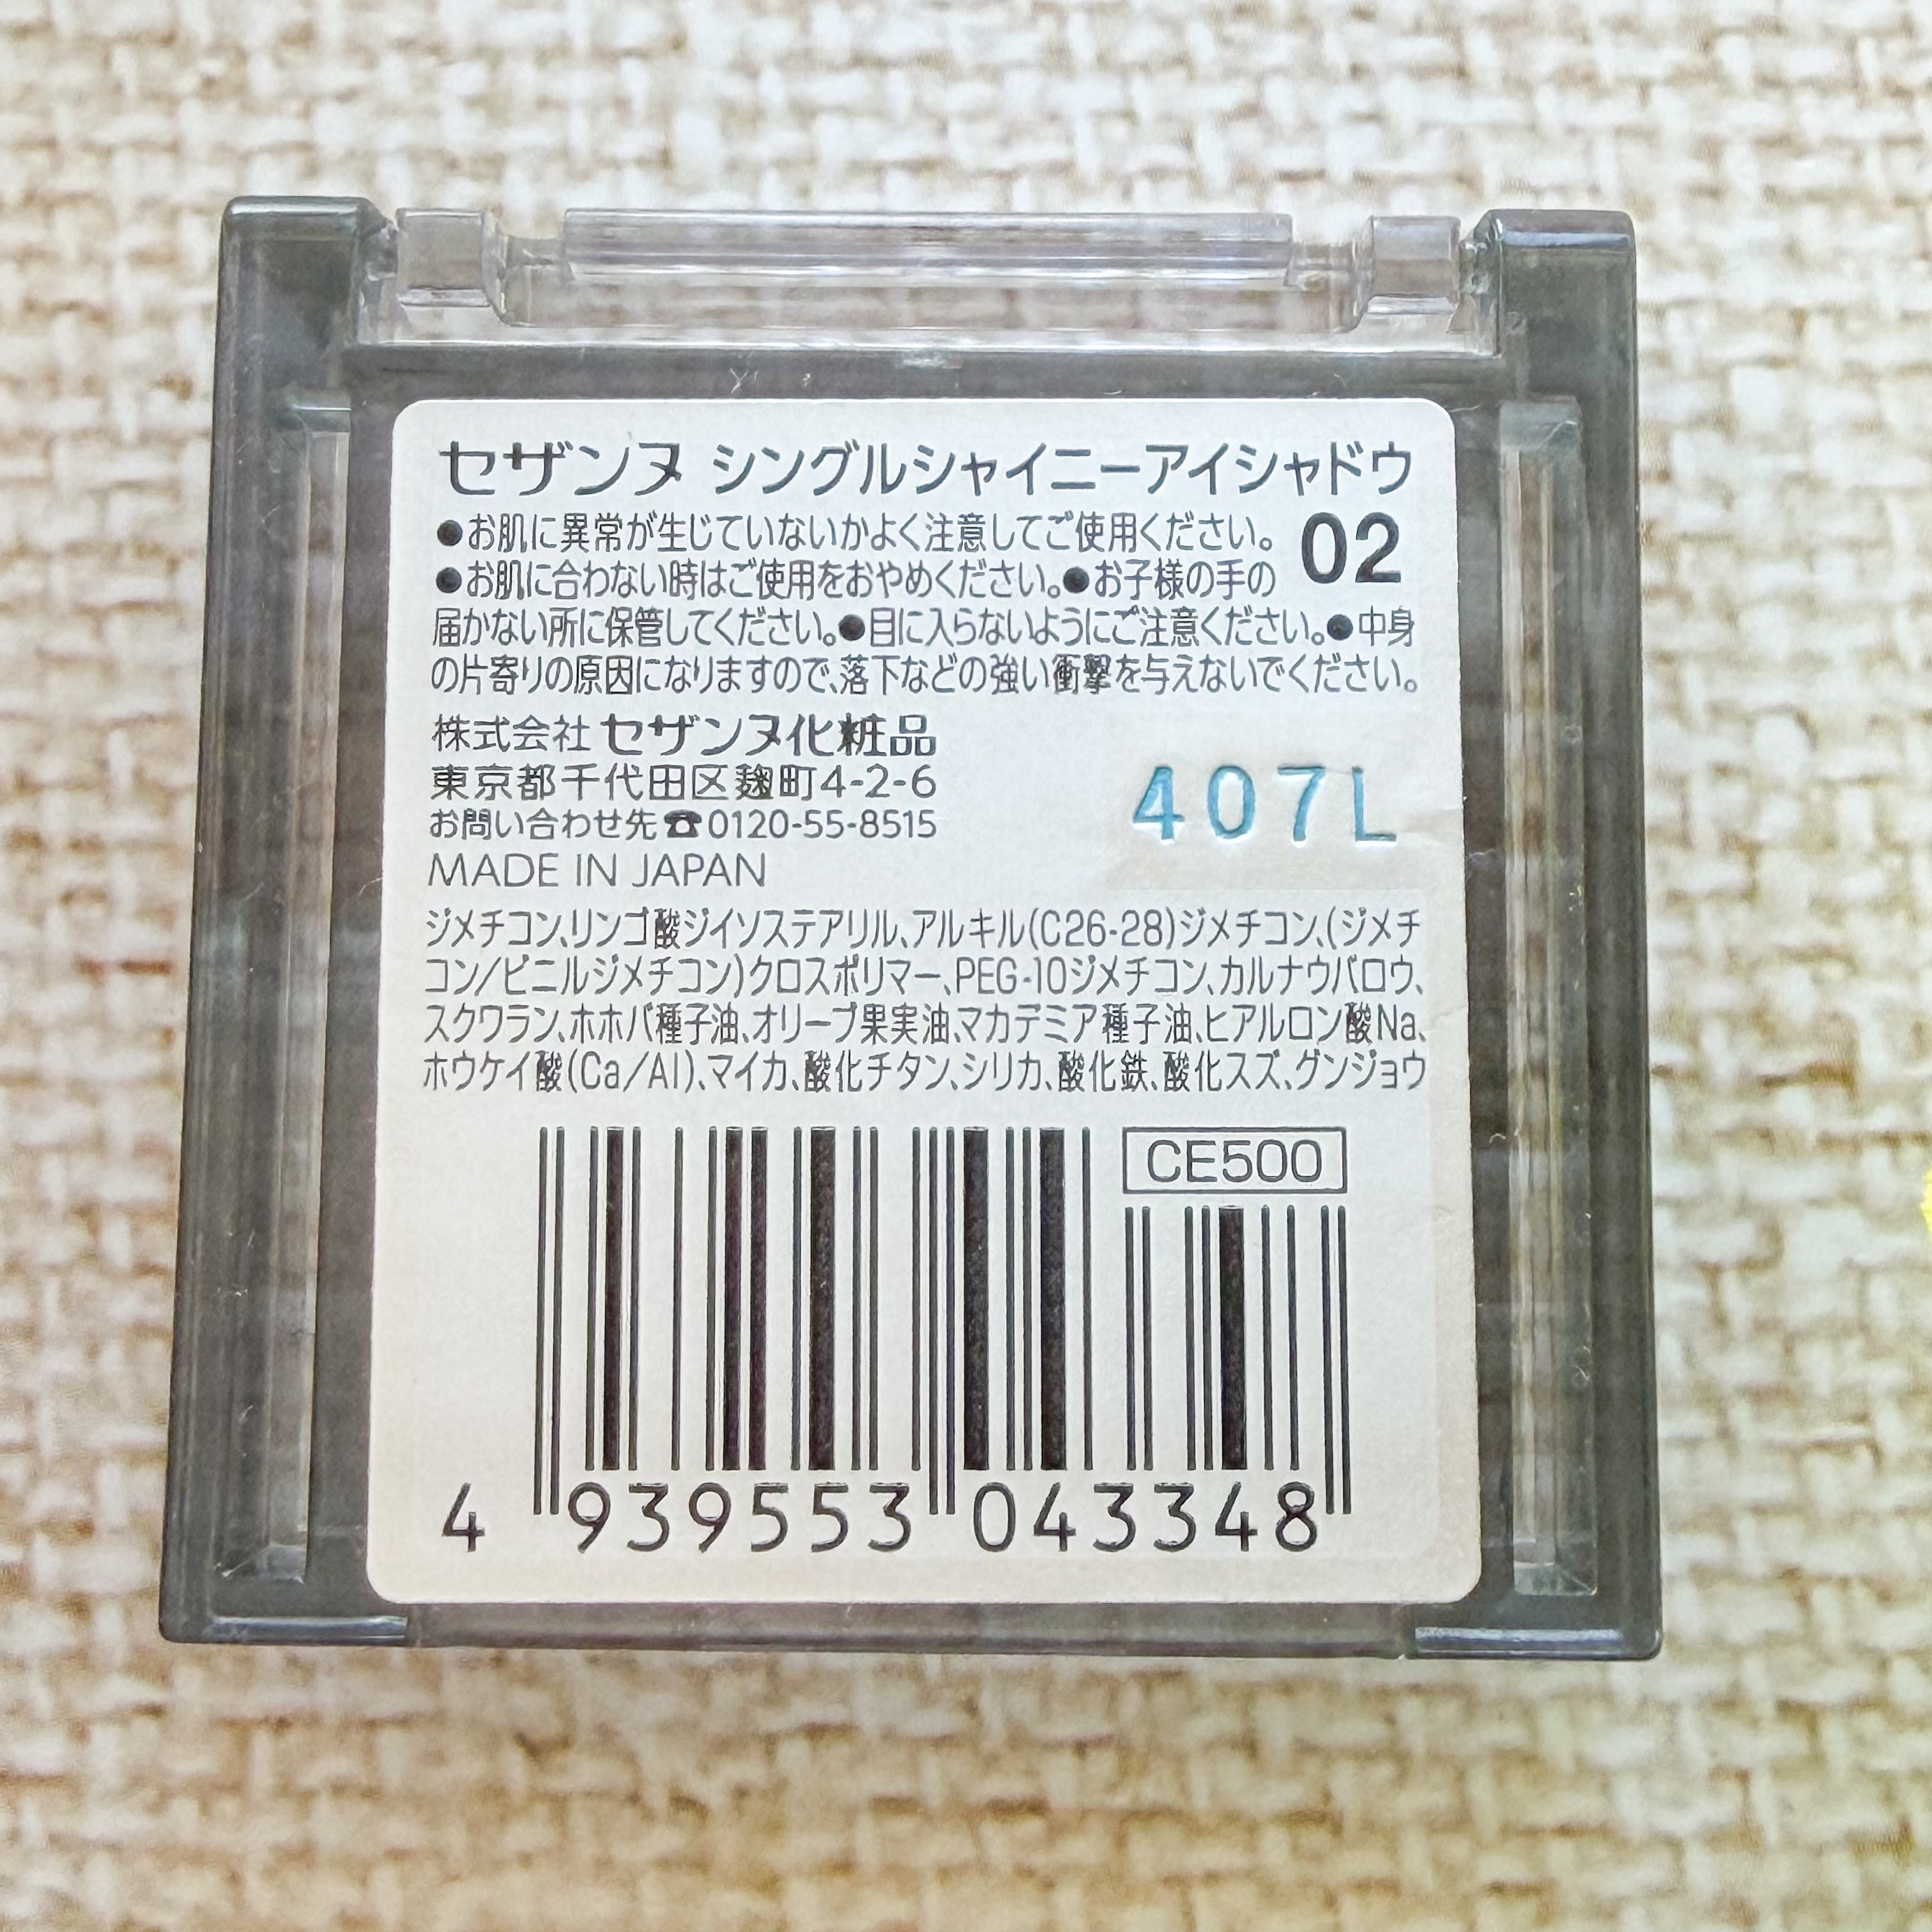 セザンヌ シングルシャイニーアイシャドウ
●お肌に異常が生じていないかよく注意してご使用ください。 02
●お肌に合わない時はご使用をおやめください。●お子様の手の
届かない所に保管してください。●目に入らないようにご注意ください。●中身
の片寄りの原因になりますので、落下などの強い衝撃を与えないでください。
株式会社 セザンヌ化粧品
東京都千代田区麹町4-2-6
お問い合わせ先☎0120-55-8515
407L
MADE IN JAPAN
ジメチコン、リンゴ酸ジイソステアリル、アルキル(C26-28)ジメチコン、(ジメチ
コン/ビニルジメチコン)クロスポリマー、PEG-10ジメチコン、カルナウバロウ、
スクワラン、ホホバ種子油、オリーブ果実油、マカデミア種子油、ヒアルロン酸Na、
ホウケイ酸(Ca/Al)、マイカ、酸化チタン、シリカ、酸化鉄、酸化スズ、グンジョウ
CE500
4 939553 043348